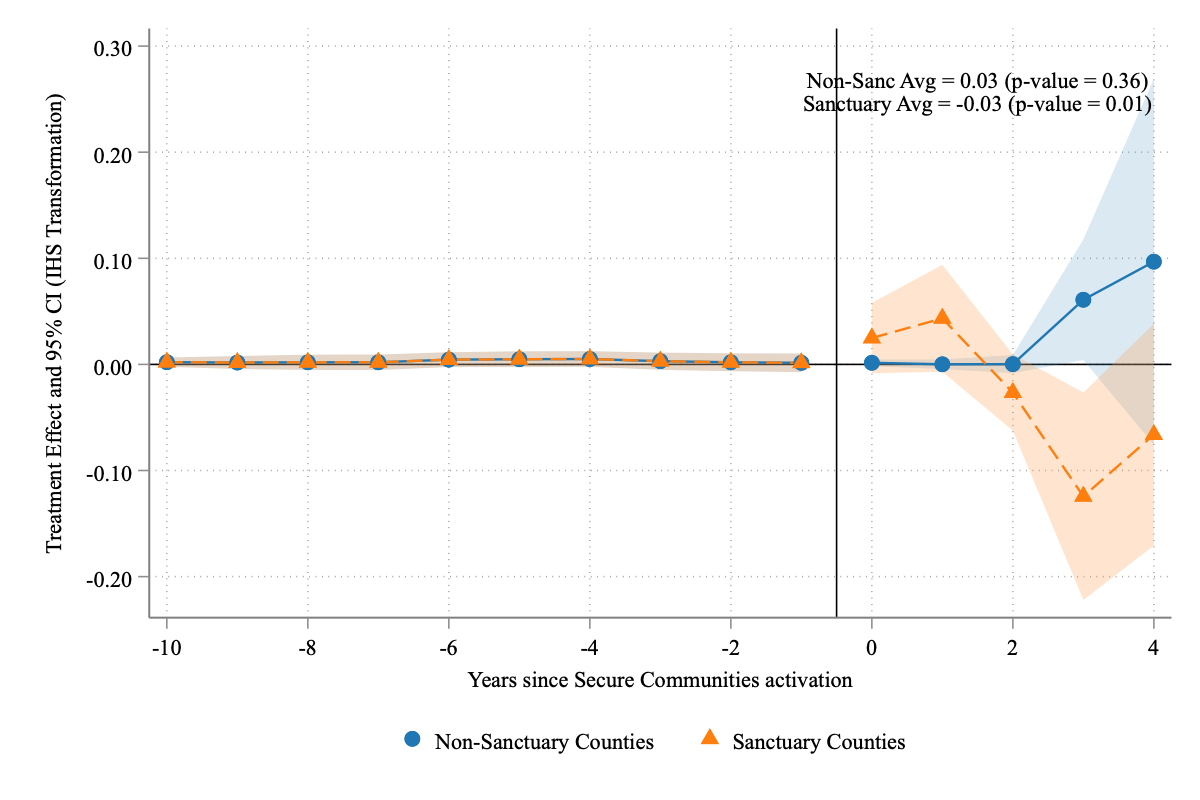 Non-Sanc Avg = 0.03 (p-value = 0.36)
Sanctuary Avg = -0.03 (p-value = 0.01)
Treatment Effect and 95% CI (IHS Transformation)
0.30
0.20
0.10
0.00
-0.10
-0.20
-10 -8 -6 -4 -2 0 2 4
Years since Secure Communities activation
Non-Sanctuary Counties Sanctuary Counties